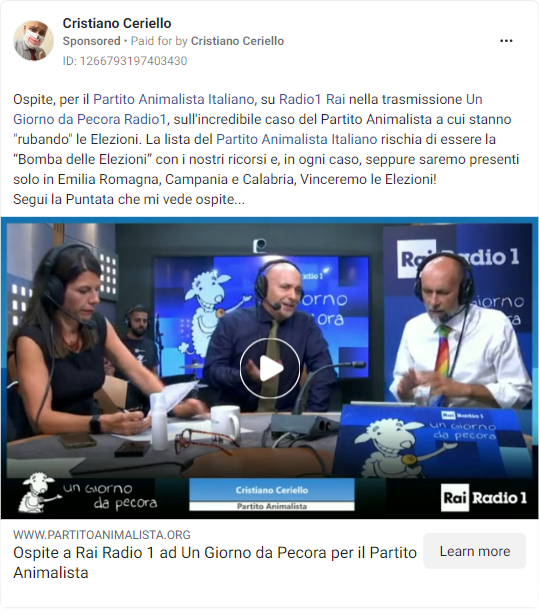 Cristiano Ceriello
Sponsored • Paid for by Cristiano Ceriello
ID: 1266793197403430
Ospite, per il Partito Animalista Italiano, su Radio1 Rai nella trasmissione Un
Giorno da Pecora Radio1, sull'incredibile caso del Partito Animalista a cui stanno
"rubando" le Elezioni. La lista del Partito Animalista Italiano rischia di essere la
“Bomba delle Elezioni” con i nostri ricorsi e, in ogni caso, seppure saremo presenti
solo in Emilia Romagna, Campania e Calabria, Vinceremo le Elezioni!
Segui la Puntata che mi vede ospite...
Rai Radio 1
dio 1
un GIORNO
da pecora
GIORNO
ecora
Rai Radio 1
un GIORNO
da pecora
un GIORNO
da pecora
Cristiano Ceriello
Partito Animalista
Rai Radio 1
WWW.PARTITOANIMALISTA.ORG
Ospite a Rai Radio 1 ad Un Giorno da Pecora per il Partito
Animalista
Learn more